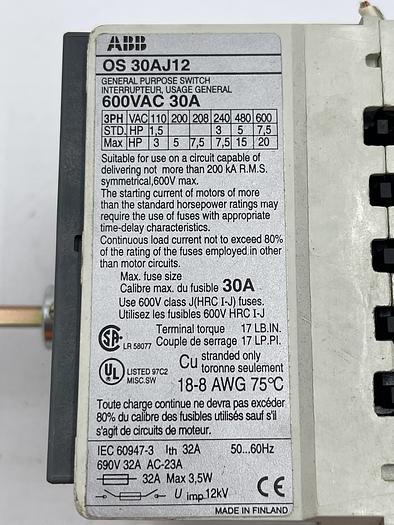 ABB
OS 30AJ12
GENERAL PURPOSE SWITCH
INTERRUPTEUR, USAGE GENERAL
600VAC 30A
3PH VAC 110 200 208 240 480 600
STD. HP 1,5 3 5 7,5
Max HP 3 5 7,5 7,5 15 20
Suitable for use on a circuit capable of
delivering not more than 200 kA R.M.S.
symmetrical,600V max.
The starting current of motors of more
than the standard horsepower ratings may
require the use of fuses with appropriate
time-delay characteristics.
Continuous load current not to exceed 80%
of the rating of the fuses employed in other
than motor circuits.
Max. fuse size
Calibre max. du fusible 30A
Use 600V class J(HRC I-J) fuses.
Utilisez les fusibles 600V HRC I-J
Terminal torque 17 LB.IN.
Couple de serrage 17 LP.PI.
SA LR 58077
Cu stranded only
toronne seulement
UL LISTED 97C2
MISC.SW
18-8 AWG 75°C
Toute charge continue ne devra pas excéder
80% du calibre des fusibles utilisés sauf s'il
s'agit de circuits de moteur.
IEC 60947-3 Ith 32A 50...60Hz
690V 32A AC-23A
32A Max 3,5W
U imp.12kV CE
MADE IN FINLAND